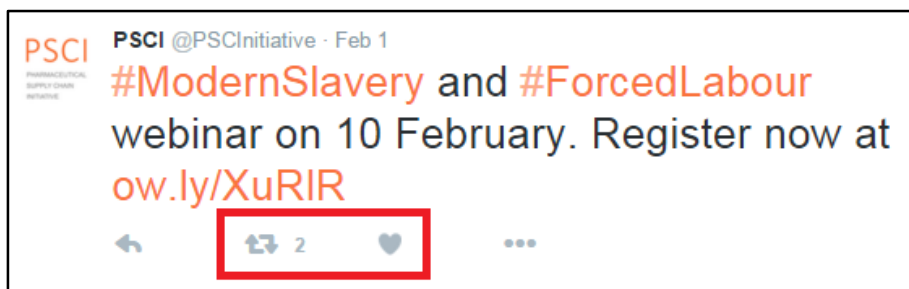 PSCI
PHARMACEUTICAL
SUPPLY CHAIN
INITIATIVE
PSCI @PSCInitiative · Feb 1
#ModernSlavery and #ForcedLabour
webinar on 10 February. Register now at
ow.ly/XuRIR
2